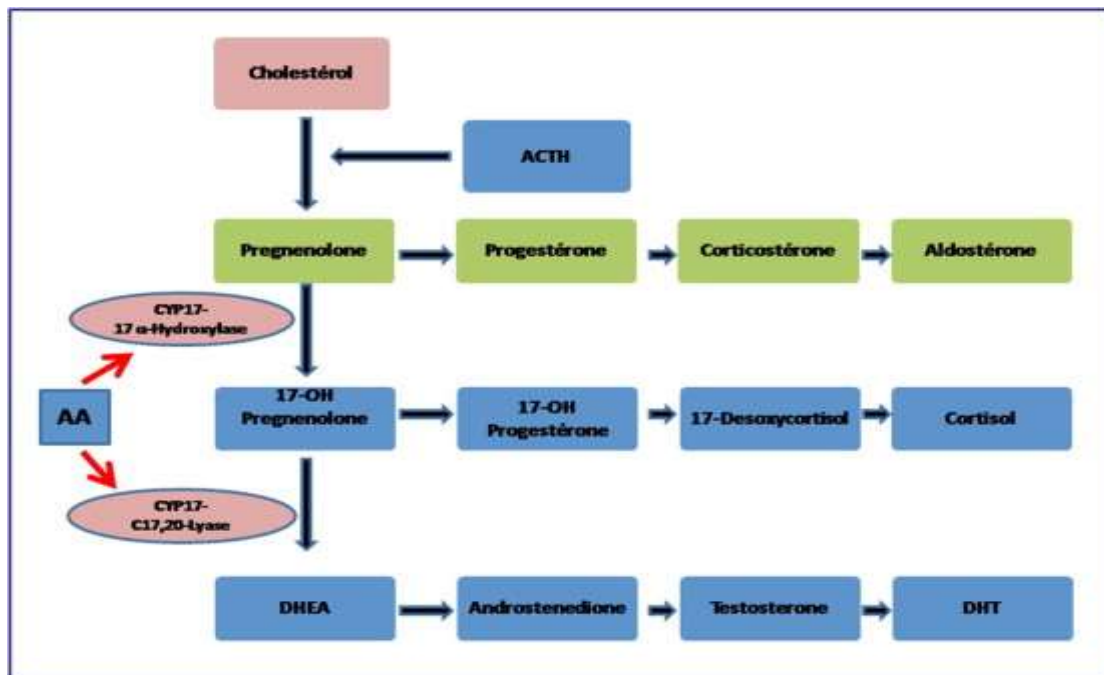 Cholestérol
ACTH
Pregnenolone
Progestérone
Corticostérone
Aldostérone
CYP17-
17 α-Hydroxylase
AA
17-OH
Pregnenolone
17-OH
Progestérone
17-Desoxycortisol
Cortisol
CYP17-
C17,20-Lyase
DHEA
Androstenedione
Testosterone
DHT